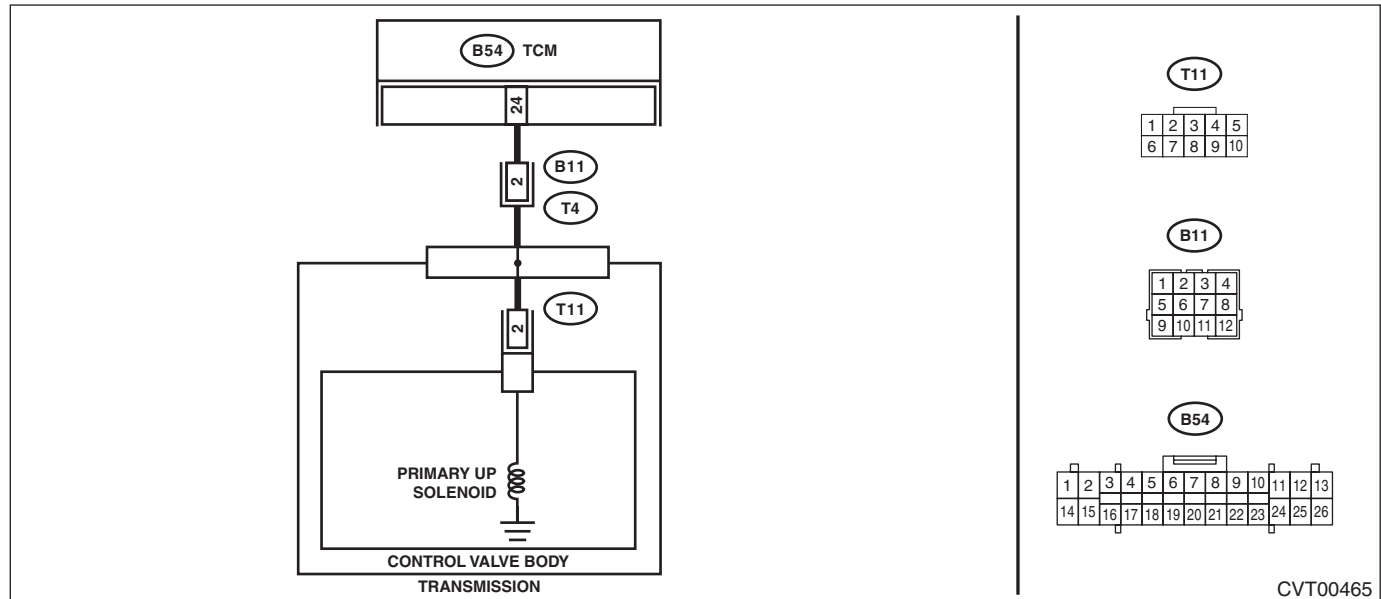 B54 TCM
24
B11
2
T4
T11
2
PRIMARY UP
SOLENOID
CONTROL VALVE BODY
TRANSMISSION
T11
1 2 3 4 5
6 7 8 9 10
B11
1 2 3 4
5 6 7 8
9 10 11 12
B54
1 2 3 4 5 6 7 8 9 10 11 12 13
14 15 16 17 18 19 20 21 22 23 24 25 26
CVT00465